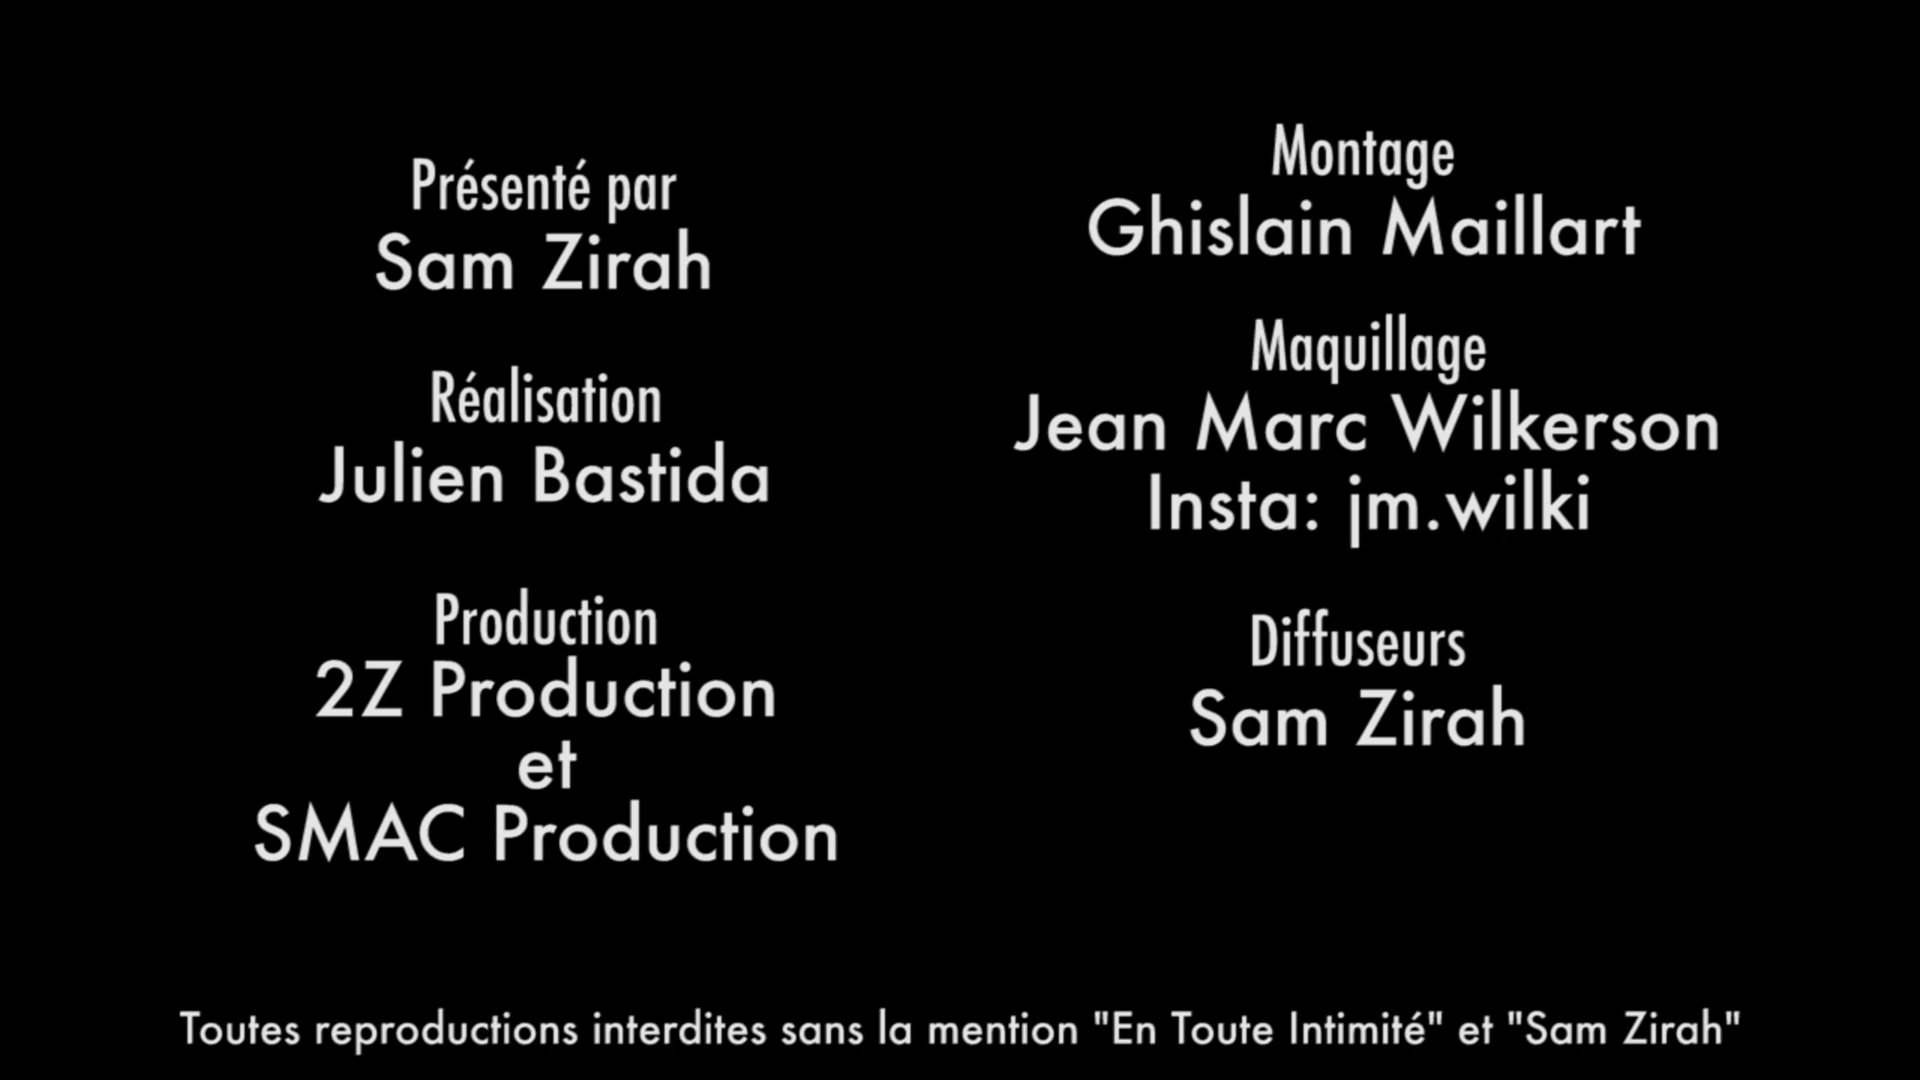 Présenté par
Sam Zirah
Réalisation
Julien Bastida
Production
2Z Production
et
SMAC Production
Montage
Ghislain Maillart
Maquillage
Jean Marc Wilkerson
Insta: jm.wilki
Diffuseurs
Sam Zirah
Toutes reproductions interdites sans la mention "En Toute Intimité" et "Sam Zirah"